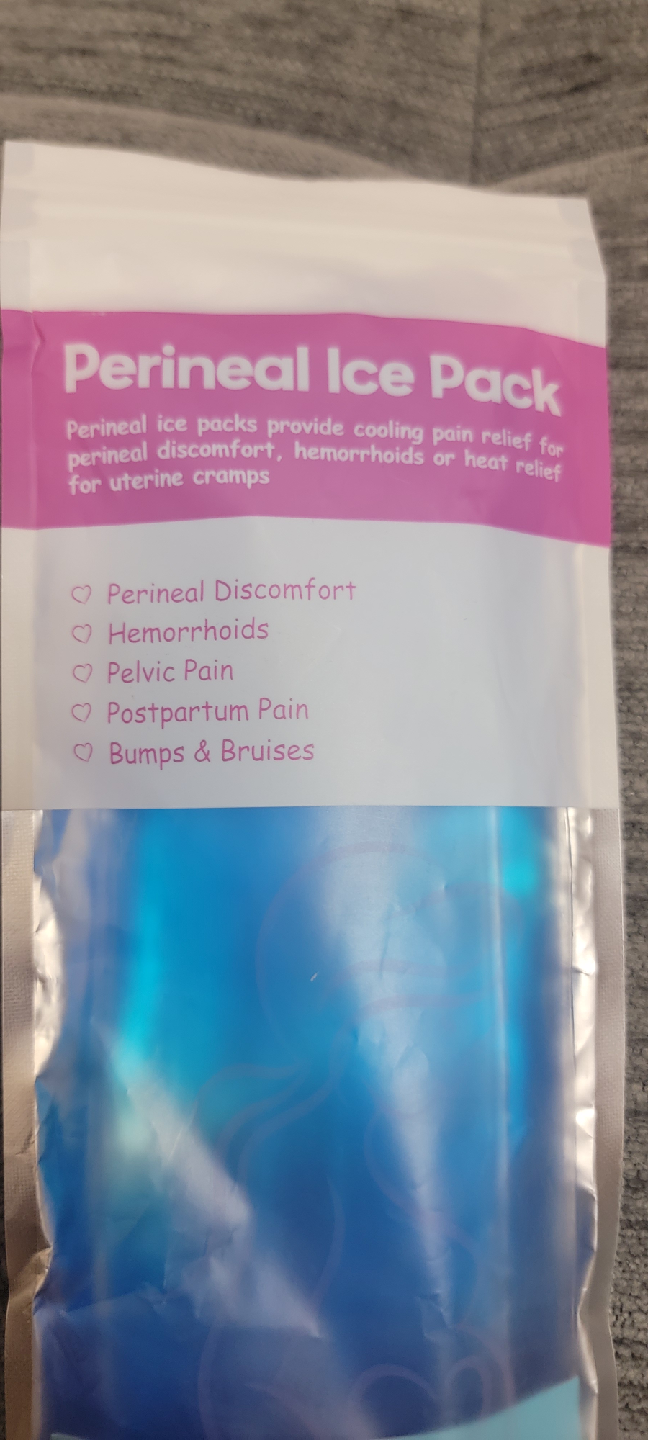 Perineal Ice Pack
Perineal ice packs provide cooling pain relief for
perineal discomfort, hemorrhoids or heat relief
for uterine cramps
Perineal Discomfort
Hemorrhoids
Pelvic Pain
Postpartum Pain
Bumps & Bruises